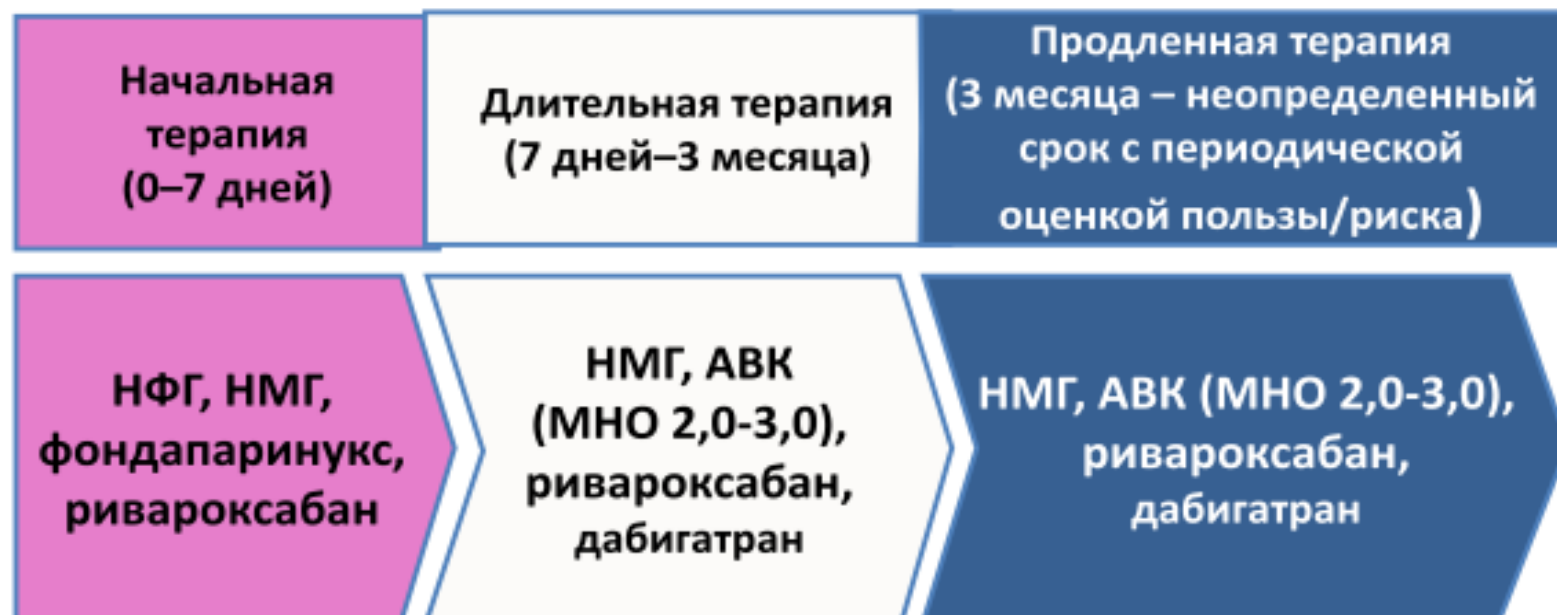 Начальная
терапия
(0–7 дней)
Длительная терапия
(7 дней–3 месяца)
Продленная терапия
(3 месяца – неопределенный
срок с периодической
оценкой пользы/риска)
НФГ, НМГ,
фондапаринукс,
ривароксабан
НМГ, АВК
(МНО 2,0-3,0),
ривароксабан,
дабигатран
НМГ, АВК (МНО 2,0-3,0),
ривароксабан,
дабигатран